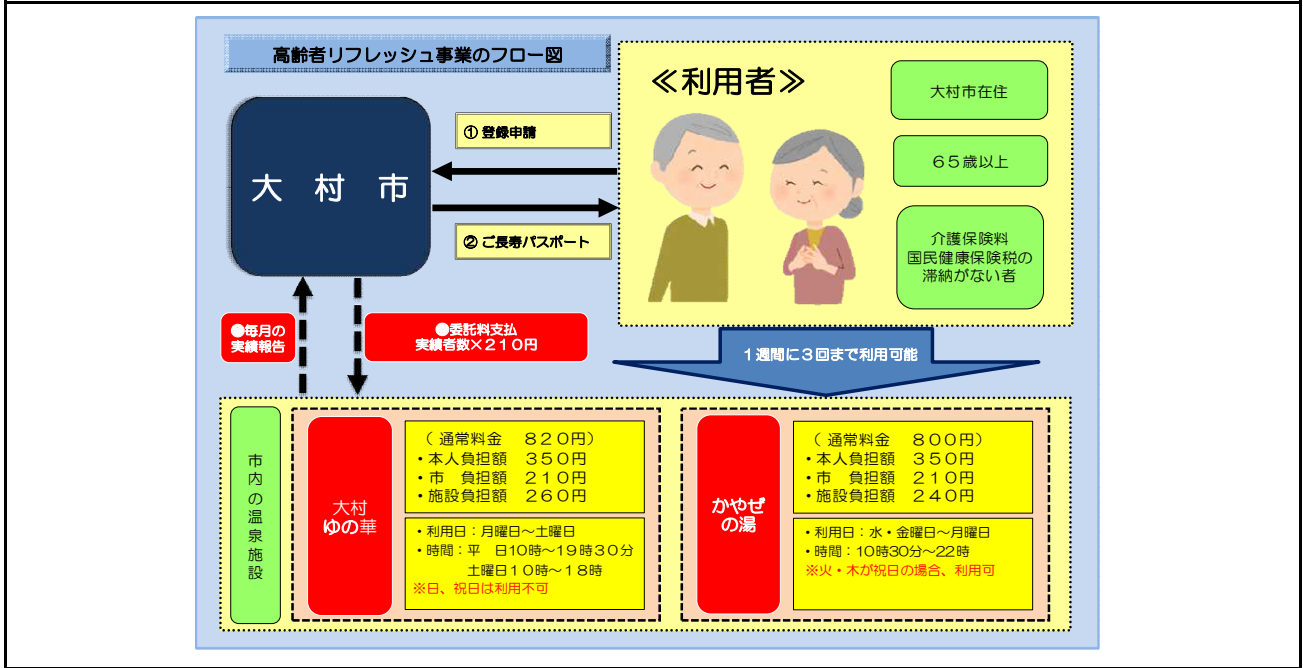 高齢者リフレッシュ事業のフロー図
≪利用者≫
大村市在住
６５歳以上
介護保険料
国民健康保険税の
滞納がない者
大　村　市
① 登録申請
② ご長寿パスポート
●毎月の
実績報告
●委託料支払
実績者数×２１０円
１週間に３回まで利用可能
市内の温泉施設
大村
ゆの華
（ 通常料金　８２０円）
・本人負担額　３５０円
・市　負担額　２１０円
・施設負担額　２６０円
・利用日：月曜日～土曜日
・時間：平　日１０時～１９時３０分
土曜日１０時～１８時
※日、祝日は利用不可
かやぜ
の湯
（ 通常料金　８００円）
・本人負担額　３５０円
・市　負担額　２１０円
・施設負担額　２４０円
・利用日：水・金曜日～月曜日
・時間：10時30分～22時
※火・木が祝日の場合、利用可